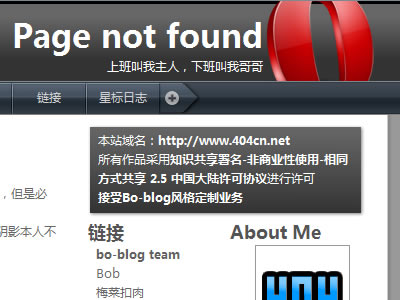 Page not found
上班叫我主人，下班叫我哥哥
链接
星标日志
本站域名：http://www.404cn.net
所有作品采用知识共享署名-非商业性使用-相同
方式共享 2.5 中国大陆许可协议进行许可
接受Bo-blog风格定制业务
，但是必
阴影本人不
链接
bo-blog team
Bob
梅菜扣肉
About Me
404